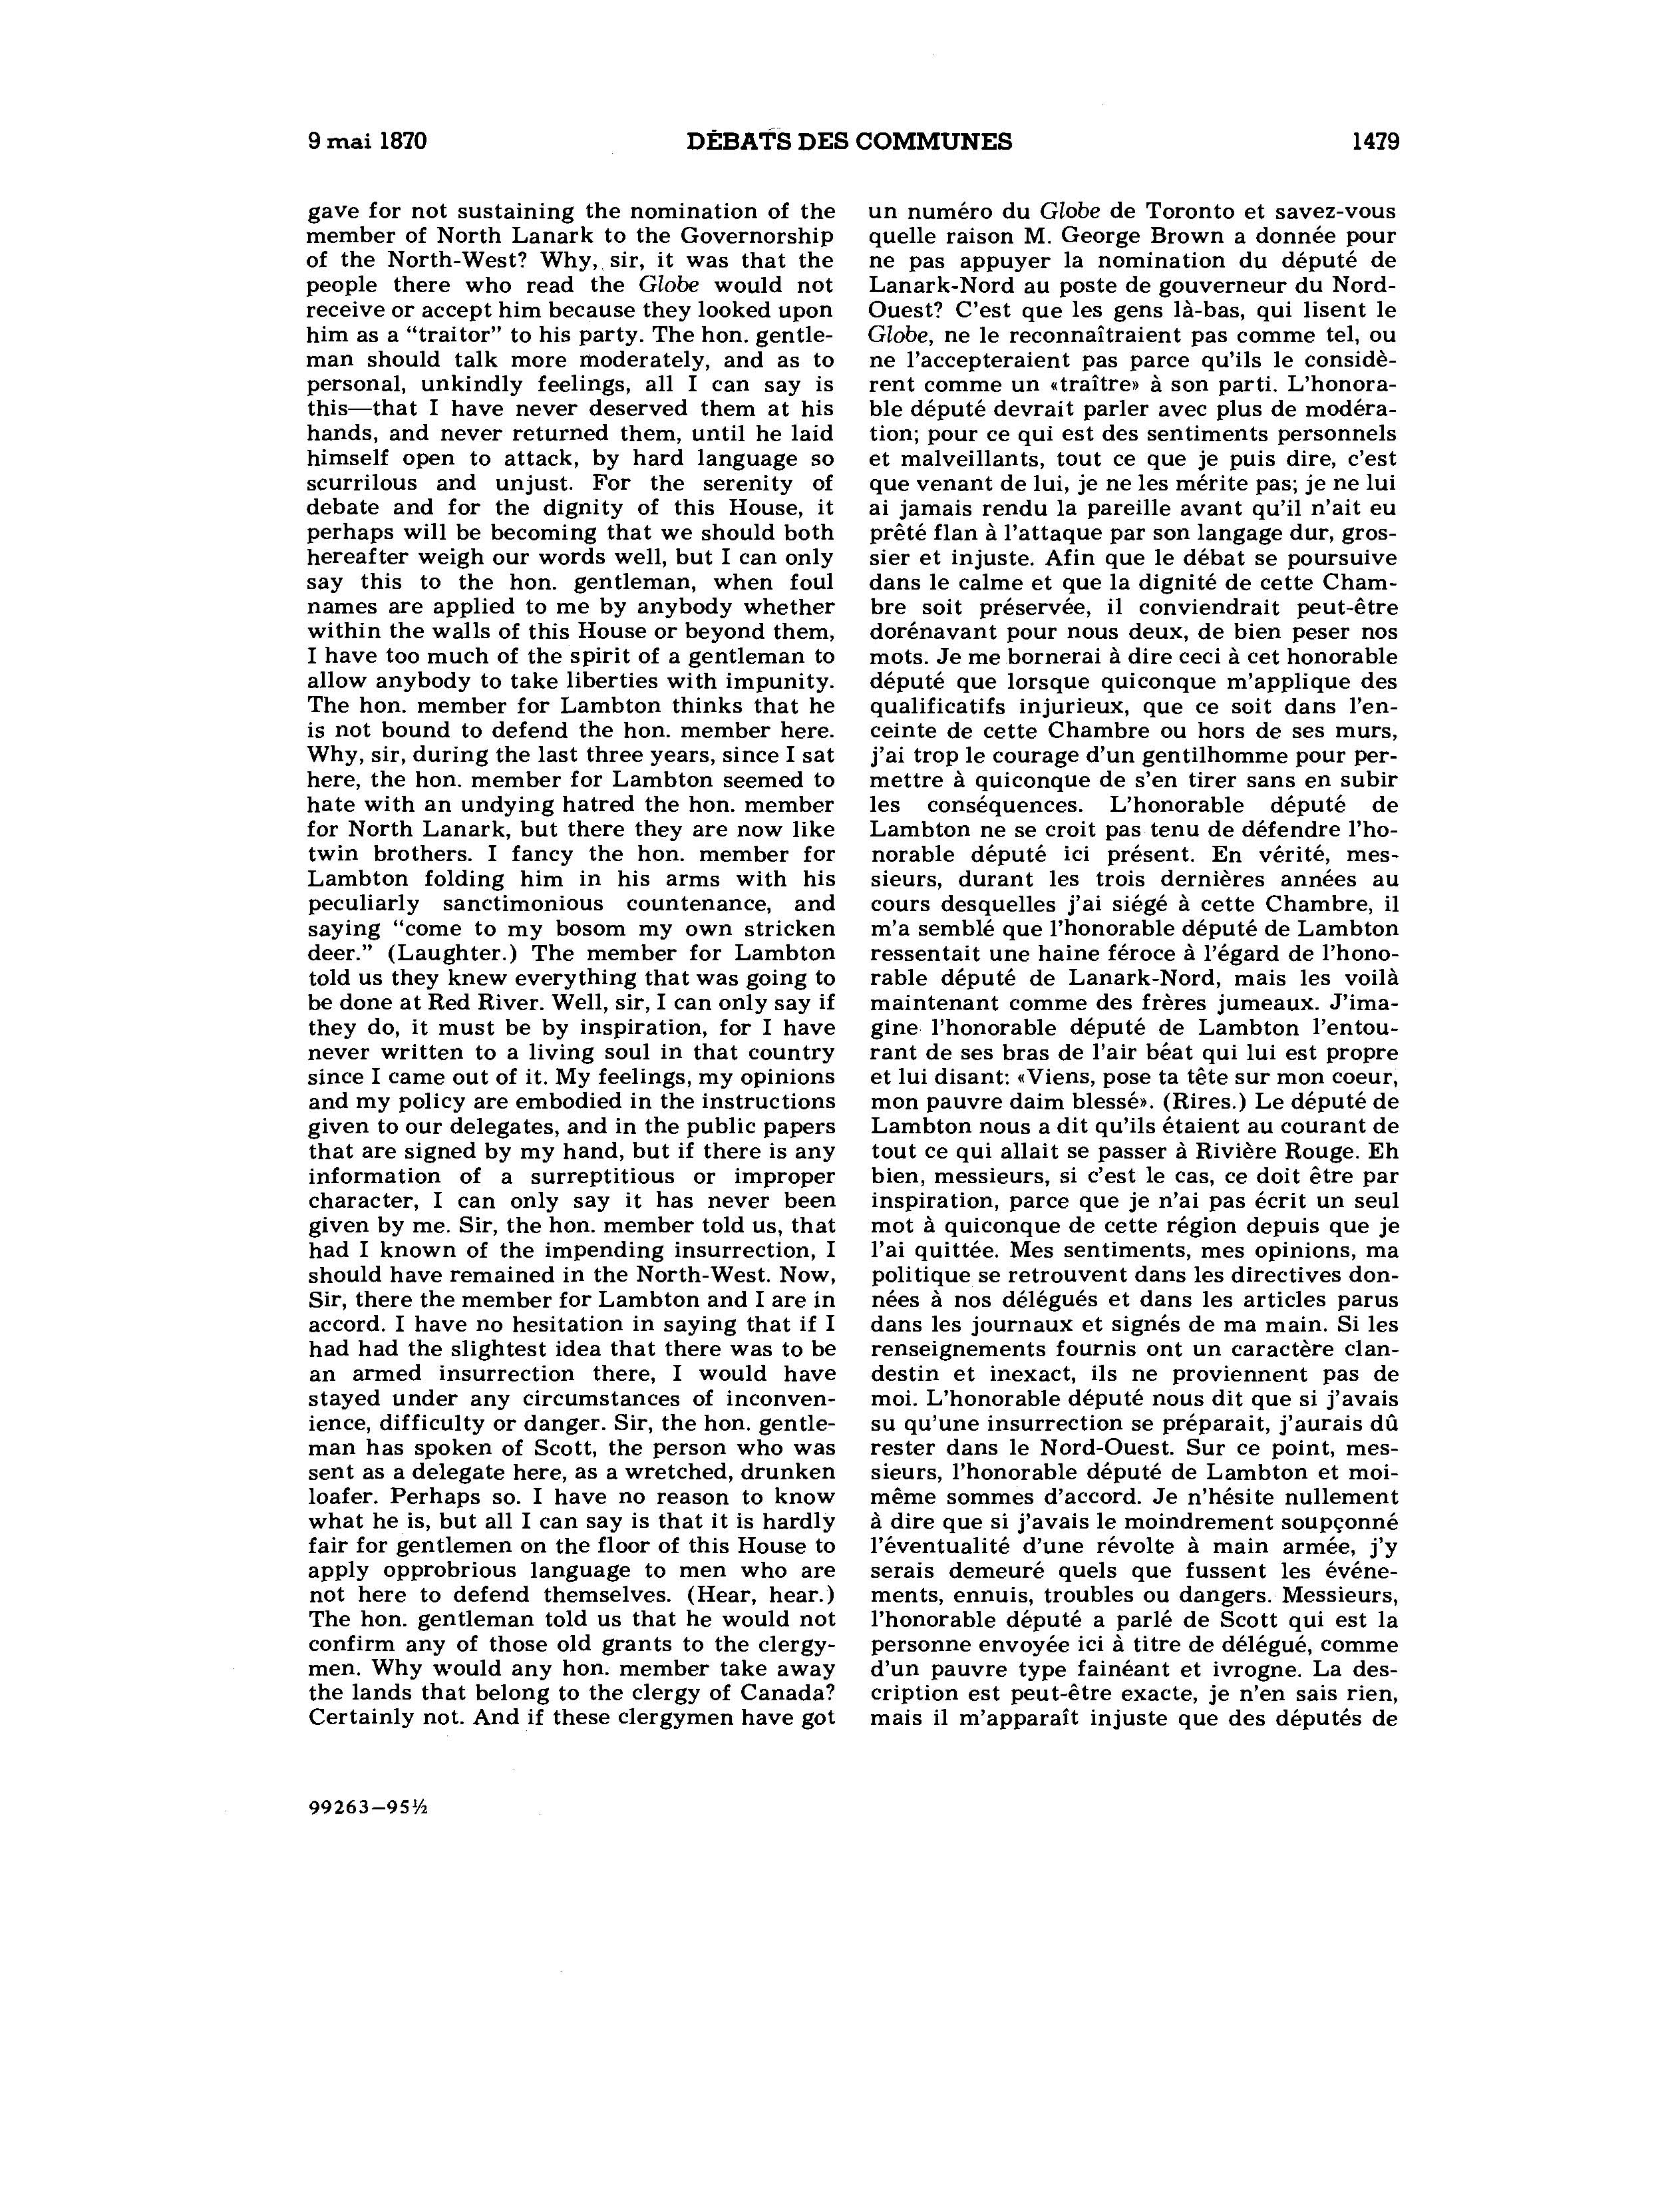 9 mai 1870
DÉBATS DES COMMUNES
1479
gave for not sustaining the nomination of the
member of North Lanark to the Governorship
of the North-West? Why, sir, it was that the
people there who read the Globe would not
receive or accept him because they looked upon
him as a "traitor" to his party. The hon. gentle-
man should talk more moderately, and as to
personal, unkindly feelings, all I can say is
this—that I have never deserved them at his
hands, and never returned them, until he laid
himself open to attack, by hard language so
scurrilous and unjust. For the serenity of
debate and for the dignity of this House, it
perhaps will be becoming that we should both
hereafter weigh our words well, but I can only
say this to the hon. gentleman, when foul
names are applied to me by anybody whether
within the walls of this House or beyond them,
I have too much of the spirit of a gentleman to
allow anybody to take liberties with impunity.
The hon. member for Lambton thinks that he
is not bound to defend the hon. member here.
Why, sir, during the last three years, since I sat
here, the hon. member for Lambton seemed to
hate with an undying hatred the hon. member
for North Lanark, but there they are now like
twin brothers. I fancy the hon. member for
Lambton folding him in his arms with his
peculiarly sanctimonious countenance, and
saying "come to my bosom my own stricken
deer." (Laughter.) The member for Lambton
told us they knew everything that was going to
be done at Red River. Well, sir, I can only say if
they do, it must be by inspiration, for I have
never written to a living soul in that country
since I came out of it. My feelings, my opinions
and my policy are embodied in the instructions
given to our delegates, and in the public papers
that are signed by my hand, but if there is any
information of a surreptitious or improper
character, I can only say it has never been
given by me. Sir, the hon. member told us, that
had I known of the impending insurrection, I
should have remained in the North-West. Now,
Sir, there the member for Lambton and I are in
accord. I have no hesitation in saying that if I
had had the slightest idea that there was to be
an armed insurrection there, I would have
stayed under any circumstances of inconven-
ience, difficulty or danger. Sir, the hon. gentle-
man has spoken of Scott, the person who was
sent as a delegate here, as a wretched, drunken
loafer. Perhaps so. I have no reason to know
what he is, but all I can say is that it is hardly
fair for gentlemen on the floor of this House to
apply opprobrious language to men who are
not here to defend themselves. (Hear, hear.)
The hon. gentleman told us that he would not
confirm any of those old grants to the clergy-
men. Why would any hon. member take away
the lands that belong to the clergy of Canada?
Certainly not. And if these clergymen have got
un numéro du Globe de Toronto et savez-vous
quelle raison M. George Brown a donnée pour
ne pas appuyer la nomination du député de
Lanark-Nord au poste de gouverneur du Nord-
Ouest? C'est que les gens là-bas, qui lisent le
Globe, ne le reconnaîtraient pas comme tel, ou
ne l'accepteraient pas parce qu'ils le considè-
rent comme un «traître» à son parti. L'honora-
ble député devrait parler avec plus de modéra-
tion; pour ce qui est des sentiments personnels
et malveillants, tout ce que je puis dire, c'est
que venant de lui, je ne les mérite pas; je ne lui
ai jamais rendu la pareille avant qu'il n'ait eu
prêté flan à l'attaque par son langage dur, gros-
sier et injuste. Afin que le débat se poursuive
dans le calme et que la dignité de cette Cham-
bre soit préservée, il conviendrait peut-être
dorénavant pour nous deux, de bien peser nos
mots. Je me bornerai à dire ceci à cet honorable
député que lorsque quiconque m'applique des
qualificatifs injurieux, que ce soit dans l'en-
ceinte de cette Chambre ou hors de ses murs,
j'ai trop le courage d'un gentilhomme pour per-
mettre à quiconque de s'en tirer sans en subir
les conséquences. L'honorable député de
Lambton ne se croit pas tenu de défendre l'ho-
norable député ici présent. En vérité, mes-
sieurs, durant les trois dernières années au
cours desquelles j'ai siégé à cette Chambre, il
m'a semblé que l'honorable député de Lambton
ressentait une haine féroce à l'égard de l'hono-
rable député de Lanark-Nord, mais les voilà
maintenant comme des frères jumeaux. J'ima-
gine l'honorable député de Lambton l'entou-
rant de ses bras de l'air béat qui lui est propre
et lui disant: «Viens, pose ta tête sur mon coeur,
mon pauvre daim blessé». (Rires.) Le député de
Lambton nous a dit qu'ils étaient au courant de
tout ce qui allait se passer à Rivière Rouge. Eh
bien, messieurs, si c'est le cas, ce doit être par
inspiration, parce que je n'ai pas écrit un seul
mot à quiconque de cette région depuis que je
l'ai quittée. Mes sentiments, mes opinions, ma
politique se retrouvent dans les directives don-
nées à nos délégués et dans les articles parus
dans les journaux et signés de ma main. Si les
renseignements fournis ont un caractère clan-
destin et inexact, ils ne proviennent pas de
moi. L'honorable député nous dit que si j'avais
su qu'une insurrection se préparait, j'aurais dû
rester dans le Nord-Ouest. Sur ce point, mes-
sieurs, l'honorable député de Lambton et moi-
même sommes d'accord. Je n'hésite nullement
à dire que si j'avais le moindrement soupçonné
l'éventualité d'une révolte à main armée, j'y
serais demeuré quels que fussent les événe-
ments, ennuis, troubles ou dangers. Messieurs,
l'honorable député a parlé de Scott qui est la
personne envoyée ici à titre de délégué, comme
d'un pauvre type fainéant et ivrogne. La des-
cription est peut-être exacte, je n'en sais rien,
mais il m'apparaît injuste que des députés de
99263—95½